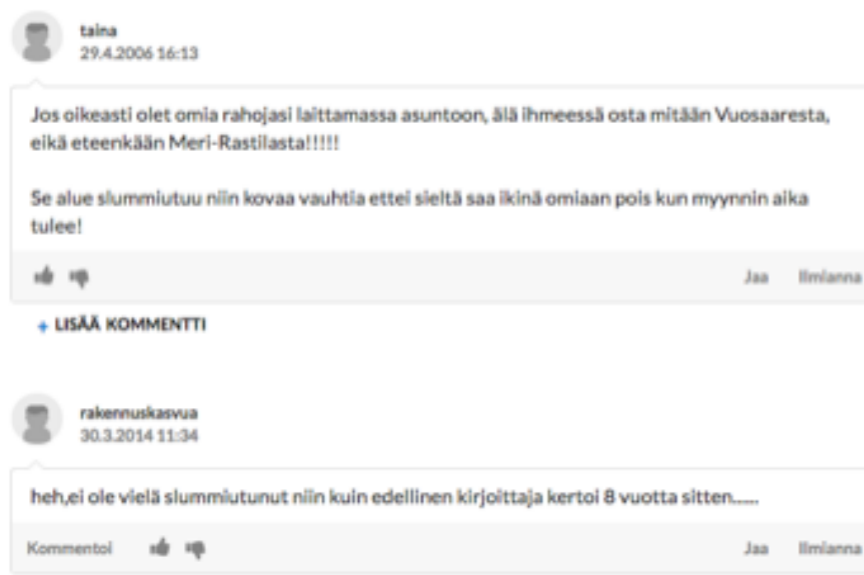 taina
29.4.2006 16:13
Jos oikeasti olet omia rahojasi laittamassa asuntoon, älä ihmeessä osta mitään Vuosaaresta,
eikä eteenkään Meri-Rastilasta!!!!!
Se alue slummiutuu niin kovaa vauhtia ettei sieltä saa ikinä omiaan pois kun myynnin aika
tulee!
Jaa Ilmianna
+ LISÄÄ KOMMENTTI
rakennuskasvua
30.3.2014 11:34
heh,ei ole vielä slummiutunut niin kuin edellinen kirjoittaja kertoi 8 vuotta sitten......
Kommentoi Jaa Ilmianna